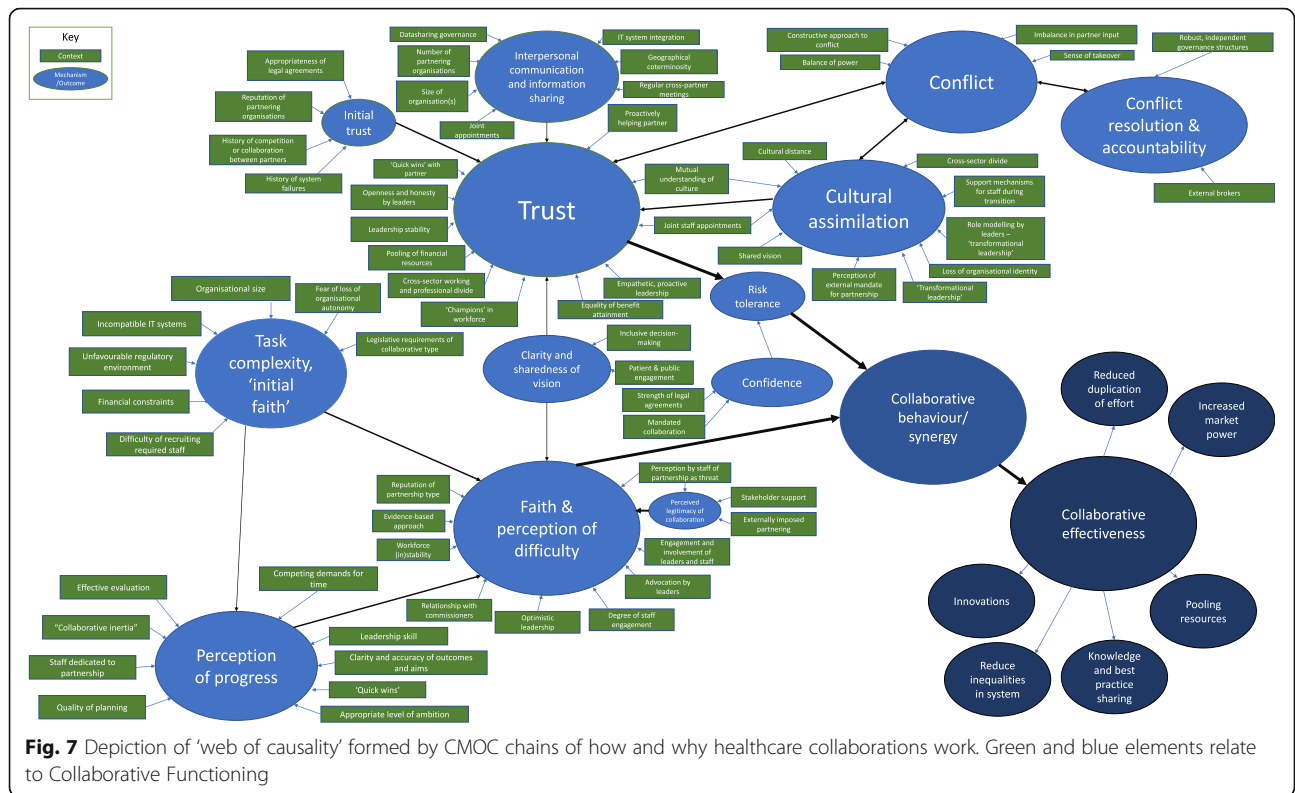 Key
Context
Mechanism
/Outcome
Appropriateness of
legal agreements
Reputation of
partnering
organisations
History of competition
or collaboration
between partners
History of system
failures
Initial
trust
Datasharing governance
Number of
partnering
organisations
Size of
organisation(s)
Joint
appointments
Interpersonal
communication
and information
sharing
IT system integration
Geographical
coterminosity
Regular cross-partner
meetings
Proactively
helping partner
Constructive approach to
conflict
Balance of power
Conflict
Imbalance in partner input
Sense of takeover
Robust, independent
governance structures
Conflict
resolution &
accountability
External brokers
'Quick wins' with
partner
Openness and honesty
by leaders
Leadership stability
Pooling of financial
resources
Cross-sector working
and professional divide
'Champions' in
workforce
Trust
Mutual
understanding of
culture
Joint staff appointments
Empathetic, proactive
leadership
Equality of benefit
attainment
Cultural distance
Shared vision
Cultural
assimilation
Cross-sector divide
Support mechanisms
for staff during
transition
Role modelling by
leaders –
'transformational
leadership'
Loss of organisational identity
'Transformational
leadership'
Perception of
external mandate
for partnership
Risk
tolerance
Organisational size
Fear of loss of
organisational
autonomy
Incompatible IT systems
Unfavourable regulatory
environment
Financial constraints
Difficulty of recruiting
required staff
Legislative requirements of
collaborative type
Task
complexity,
'initial
faith'
Clarity and
sharedness of
vision
Inclusive decision-
making
Patient & public
engagement
Strength of legal
agreements
Mandated
collaboration
Confidence
Collaborative
behaviour/
synergy
Reduced
duplication
of effort
Increased
market
power
Collaborative
effectiveness
Innovations
Reduce
inequalities
in system
Knowledge
and best
practice
sharing
Pooling
resources
Reputation of
partnership type
Evidence-based
approach
Workforce
(in)stability
Relationship with
commissioners
Optimistic
leadership
Degree of staff
engagement
Advocation by
leaders
Engagement and
involvement of
leaders and staff
Faith &
perception of
difficulty
Perception by staff of
partnership as threat
Perceived
legitimacy of
collaboration
Stakeholder
support
Externally imposed
partnering
Effective evaluation
Competing demands for
time
"Collaborative inertia"
Staff dedicated to
partnership
Quality of planning
Perception
of progress
Leadership skill
Clarity and accuracy of outcomes
and aims
'Quick wins'
Appropriate level of ambition
Fig. 7 Depiction of 'web of causality' formed by CMOC chains of how and why healthcare collaborations work. Green and blue elements relate
to Collaborative Functioning